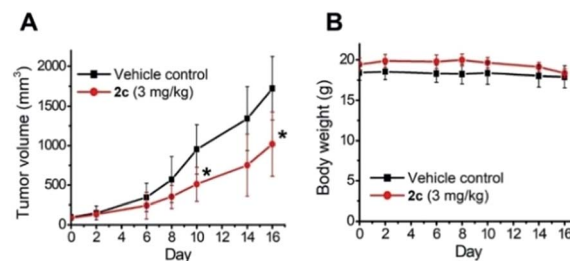 A
Tumor volume (mm³)
2000
1500
1000
500
0
Vehicle control
2c (3 mg/kg)
*
*
0 2 4 6 8 10 12 14 16
Day
B
Body weight (g)
20
15
10
5
0
Vehicle control
2c (3 mg/kg)
0 2 4 6 8 10 12 14 16
Day